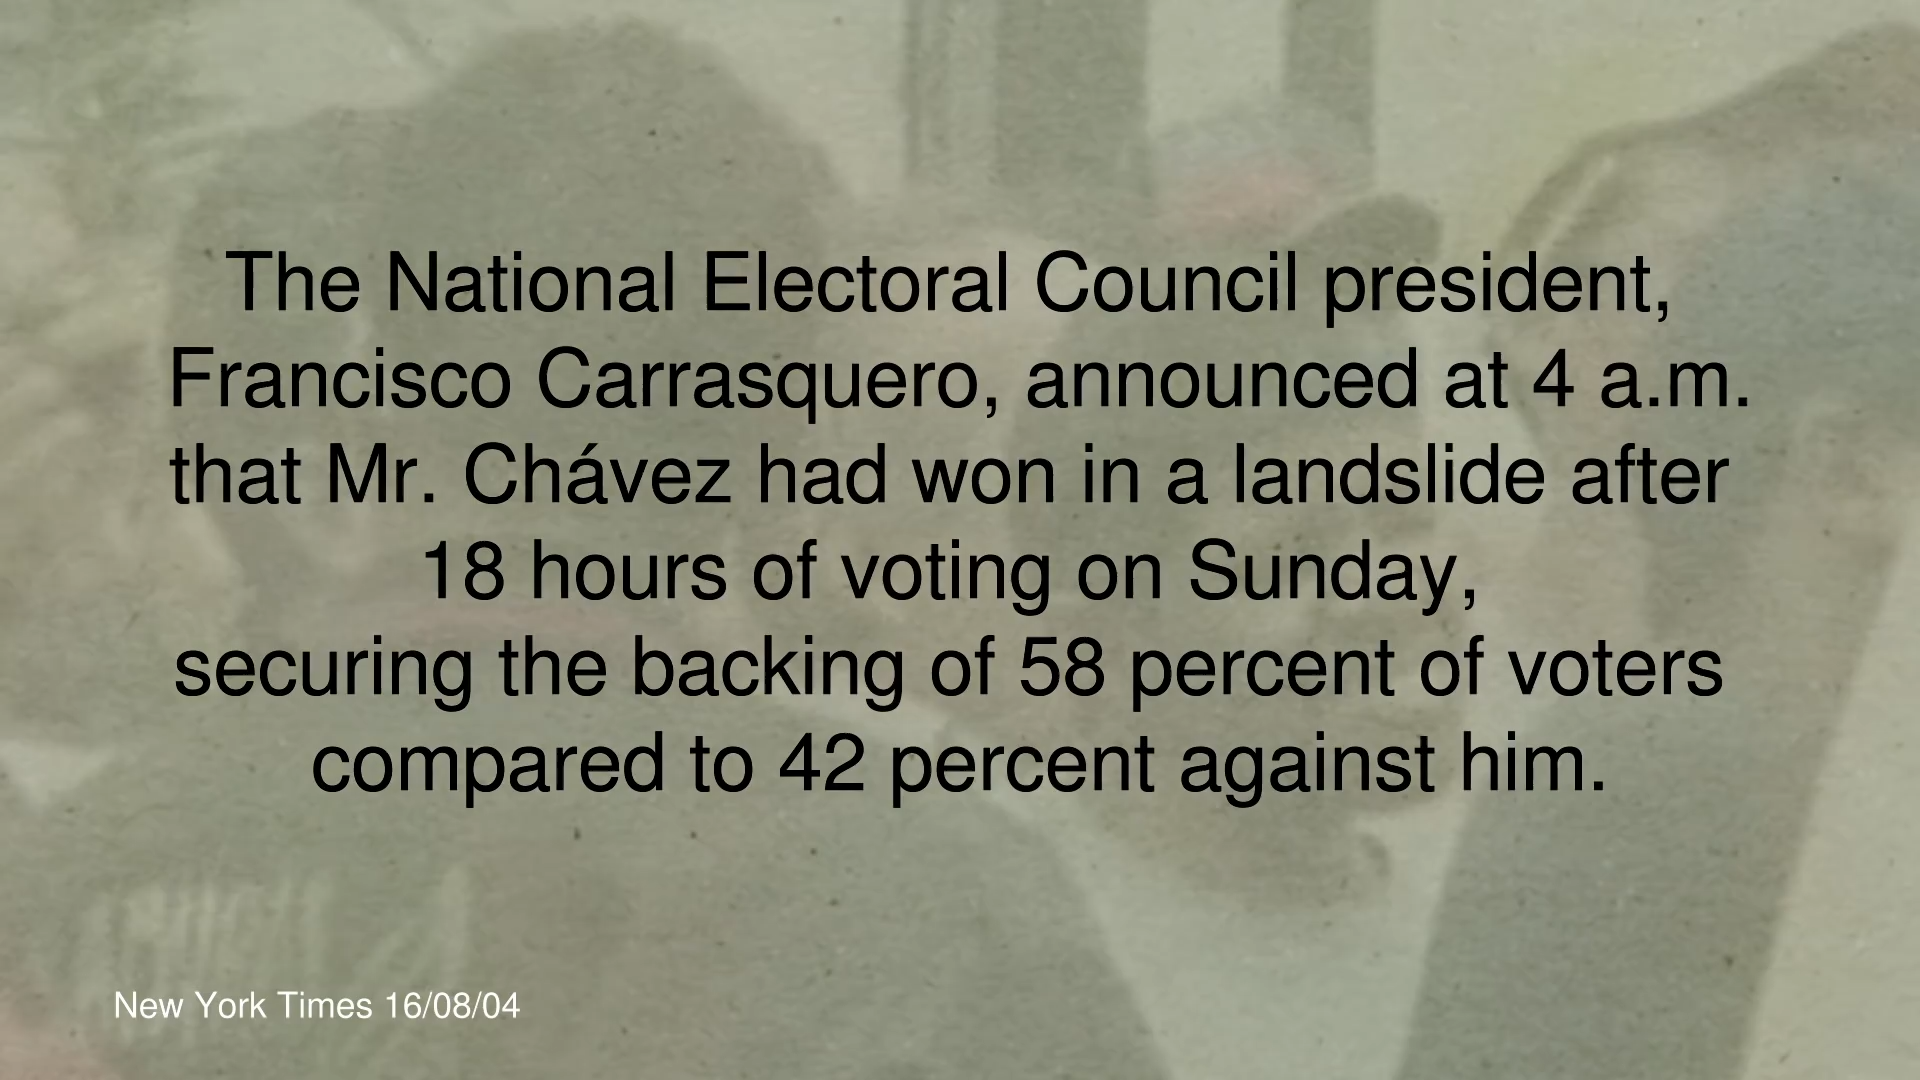 The National Electoral Council president,
Francisco Carrasquero, announced at 4 a.m.
that Mr. Chávez had won in a landslide after
18 hours of voting on Sunday,
securing the backing of 58 percent of voters
compared to 42 percent against him.
New York Times 16/08/04